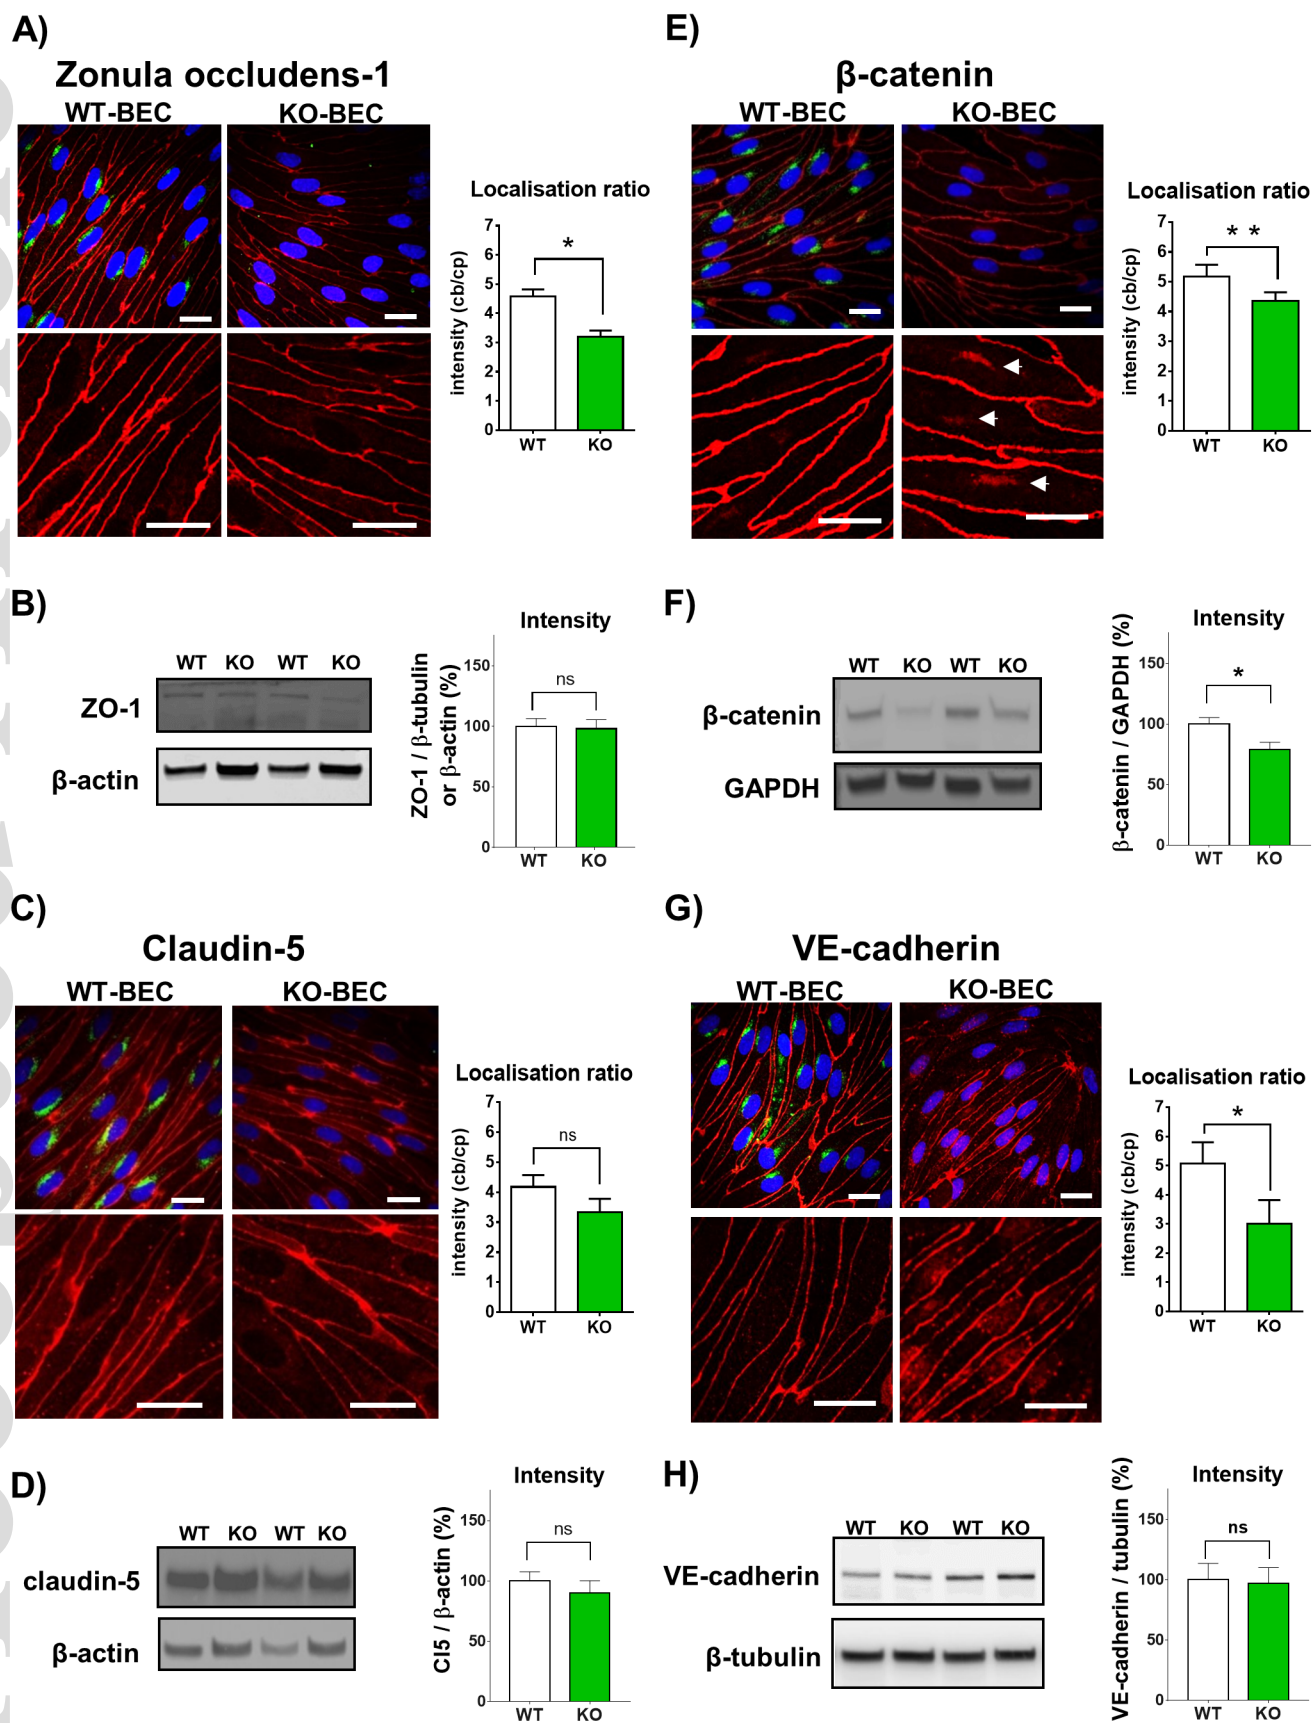 A)
Zonula occludens-1
WT-BEC KO-BEC
Localisation ratio
intensity (cb/cp)
7
6
5
4
3
2
1
0
*
WT KO
B)
WT KO WT KO
ZO-1
β-actin
Intensity
ZO-1 / β-tubulin
or β-actin (%)
150
100
50
0
ns
WT KO
C)
Claudin-5
WT-BEC KO-BEC
Localisation ratio
intensity (cb/cp)
7
6
5
4
3
2
1
0
ns
WT KO
D)
WT KO WT KO
claudin-5
β-actin
Intensity
Cl5 / β-actin (%)
150
100
50
0
ns
WT KO
E)
β-catenin
WT-BEC KO-BEC
Localisation ratio
intensity (cb/cp)
7
6
5
4
3
2
1
0
* *
WT KO
F)
WT KO WT KO
β-catenin
GAPDH
Intensity
β-catenin / GAPDH (%)
150
100
50
0
*
WT KO
G)
VE-cadherin
WT-BEC KO-BEC
Localisation ratio
intensity (cb/cp)
7
6
5
4
3
2
1
0
*
WT KO
H)
WT KO WT KO
VE-cadherin
β-tubulin
Intensity
VE-cadherin / tubulin (%)
150
100
50
0
ns
WT KO